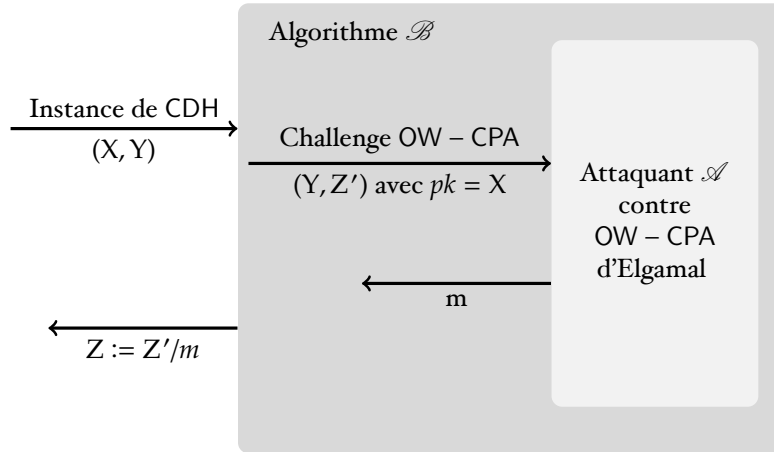 Algorithme ℬ
Instance de CDH
(X, Y)
Challenge OW – CPA
(Y, Z′) avec pk = X
Attaquant 𝒜
contre
OW – CPA
d'Elgamal
m
Z := Z′/m